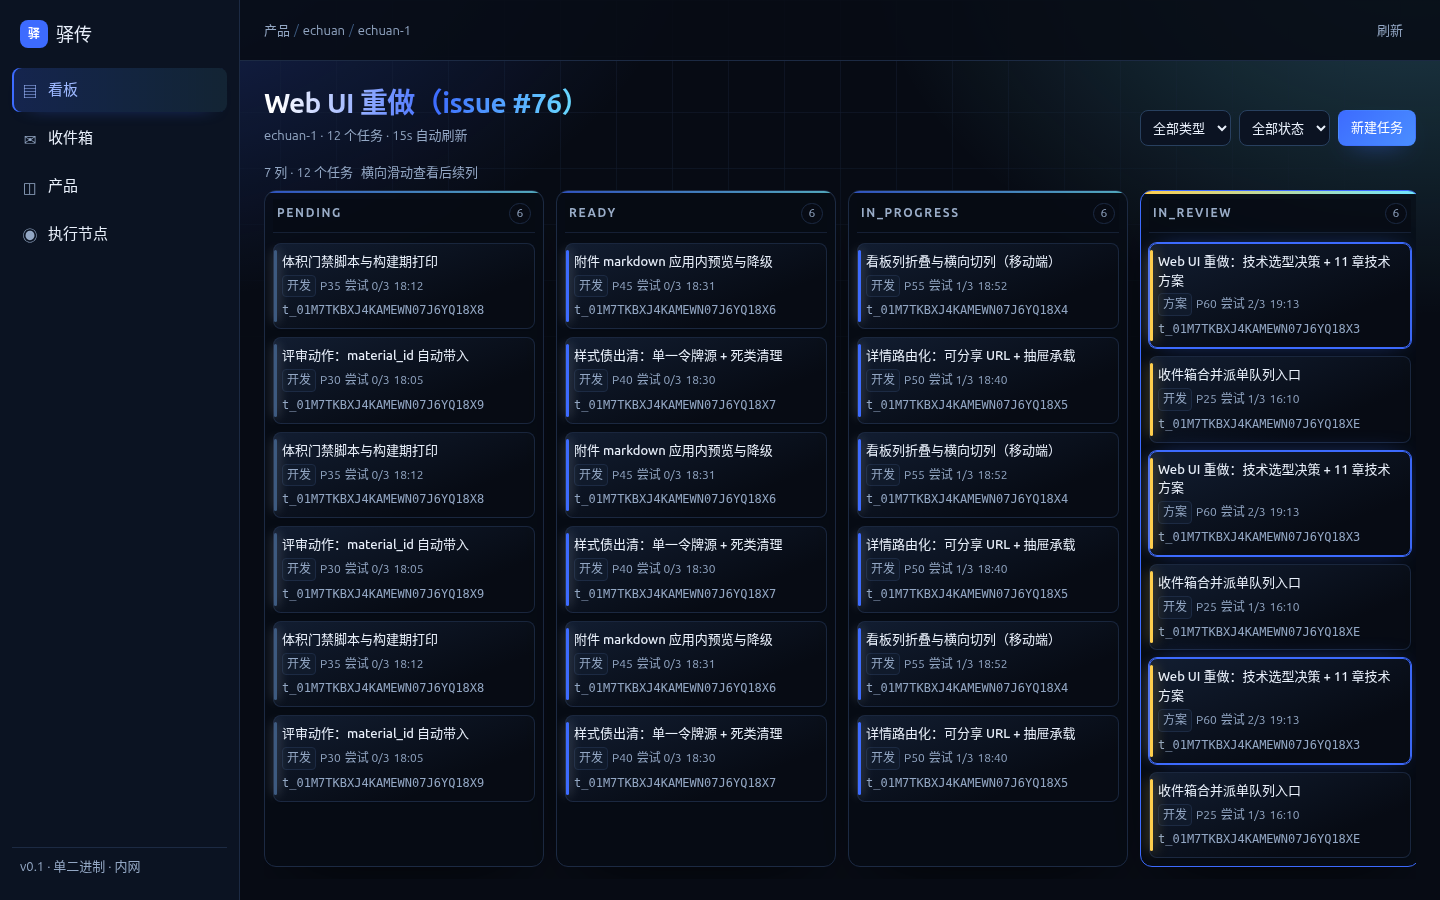 驿 驿传
看板
收件箱
产品
执行节点
v0.1 · 单二进制 · 内网
产品 / echuan / echuan-1
刷新
Web UI 重做（issue #76）
echuan-1 · 12 个任务 · 15s 自动刷新
全部类型
全部状态
新建任务
7 列 · 12 个任务 横向滑动查看后续列
PENDING 6
体积门禁脚本与构建期打印
开发 P35 尝试 0/3 18:12
t_01M7TKBXJ4KAMEWN07J6YQ18X8
评审动作：material_id 自动带入
开发 P30 尝试 0/3 18:05
t_01M7TKBXJ4KAMEWN07J6YQ18X9
体积门禁脚本与构建期打印
开发 P35 尝试 0/3 18:12
t_01M7TKBXJ4KAMEWN07J6YQ18X8
评审动作：material_id 自动带入
开发 P30 尝试 0/3 18:05
t_01M7TKBXJ4KAMEWN07J6YQ18X9
体积门禁脚本与构建期打印
开发 P35 尝试 0/3 18:12
t_01M7TKBXJ4KAMEWN07J6YQ18X8
评审动作：material_id 自动带入
开发 P30 尝试 0/3 18:05
t_01M7TKBXJ4KAMEWN07J6YQ18X9
READY 6
附件 markdown 应用内预览与降级
开发 P45 尝试 0/3 18:31
t_01M7TKBXJ4KAMEWN07J6YQ18X6
样式债出清：单一令牌源 + 死类清理
开发 P40 尝试 0/3 18:30
t_01M7TKBXJ4KAMEWN07J6YQ18X7
附件 markdown 应用内预览与降级
开发 P45 尝试 0/3 18:31
t_01M7TKBXJ4KAMEWN07J6YQ18X6
样式债出清：单一令牌源 + 死类清理
开发 P40 尝试 0/3 18:30
t_01M7TKBXJ4KAMEWN07J6YQ18X7
附件 markdown 应用内预览与降级
开发 P45 尝试 0/3 18:31
t_01M7TKBXJ4KAMEWN07J6YQ18X6
样式债出清：单一令牌源 + 死类清理
开发 P40 尝试 0/3 18:30
t_01M7TKBXJ4KAMEWN07J6YQ18X7
IN_PROGRESS 6
看板列折叠与横向切列（移动端）
开发 P55 尝试 1/3 18:52
t_01M7TKBXJ4KAMEWN07J6YQ18X4
详情路由化：可分享 URL + 抽屉承载
开发 P50 尝试 1/3 18:40
t_01M7TKBXJ4KAMEWN07J6YQ18X5
看板列折叠与横向切列（移动端）
开发 P55 尝试 1/3 18:52
t_01M7TKBXJ4KAMEWN07J6YQ18X4
详情路由化：可分享 URL + 抽屉承载
开发 P50 尝试 1/3 18:40
t_01M7TKBXJ4KAMEWN07J6YQ18X5
看板列折叠与横向切列（移动端）
开发 P55 尝试 1/3 18:52
t_01M7TKBXJ4KAMEWN07J6YQ18X4
详情路由化：可分享 URL + 抽屉承载
开发 P50 尝试 1/3 18:40
t_01M7TKBXJ4KAMEWN07J6YQ18X5
IN_REVIEW 6
Web UI 重做：技术选型决策 + 11 章技术
方案
方案 P60 尝试 2/3 19:13
t_01M7TKBXJ4KAMEWN07J6YQ18X3
收件箱合并派单队列入口
开发 P25 尝试 1/3 16:10
t_01M7TKBXJ4KAMEWN07J6YQ18XE
Web UI 重做：技术选型决策 + 11 章技术
方案
方案 P60 尝试 2/3 19:13
t_01M7TKBXJ4KAMEWN07J6YQ18X3
收件箱合并派单队列入口
开发 P25 尝试 1/3 16:10
t_01M7TKBXJ4KAMEWN07J6YQ18XE
Web UI 重做：技术选型决策 + 11 章技术
方案
方案 P60 尝试 2/3 19:13
t_01M7TKBXJ4KAMEWN07J6YQ18X3
收件箱合并派单队列入口
开发 P25 尝试 1/3 16:10
t_01M7TKBXJ4KAMEWN07J6YQ18XE